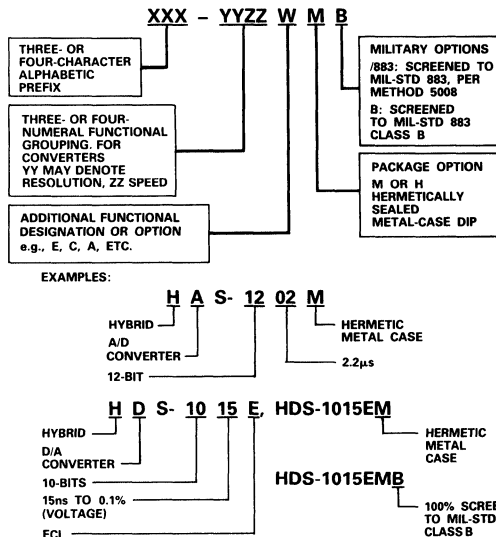 XXX - YYZZ W M B
THREE- OR
FOUR-CHARACTER
ALPHABETIC
PREFIX
THREE- OR FOUR-
NUMERAL FUNCTIONAL
GROUPING. FOR
CONVERTERS
YY MAY DENOTE
RESOLUTION, ZZ SPEED
ADDITIONAL FUNCTIONAL
DESIGNATION OR OPTION
e.g., E, C, A, ETC.
MILITARY OPTIONS
/883: SCREENED TO
MIL-STD 883, PER
METHOD 5008
B: SCREENED
TO MIL-STD 883
CLASS B
PACKAGE OPTION
M OR H
HERMETICALLY
SEALED
METAL-CASE DIP
EXAMPLES:
H A S- 12 02 M
HYBRID
A/D
CONVERTER
12-BIT
HERMETIC
METAL CASE
2.2µs
H D S- 10 15 E, HDS-1015EM
HYBRID
D/A
CONVERTER
10-BITS
15ns TO 0.1%
(VOLTAGE)
ECL
HERMETIC
METAL
CASE
HDS-1015EMB
100% SCREE
TO MIL-STD
CLASS B